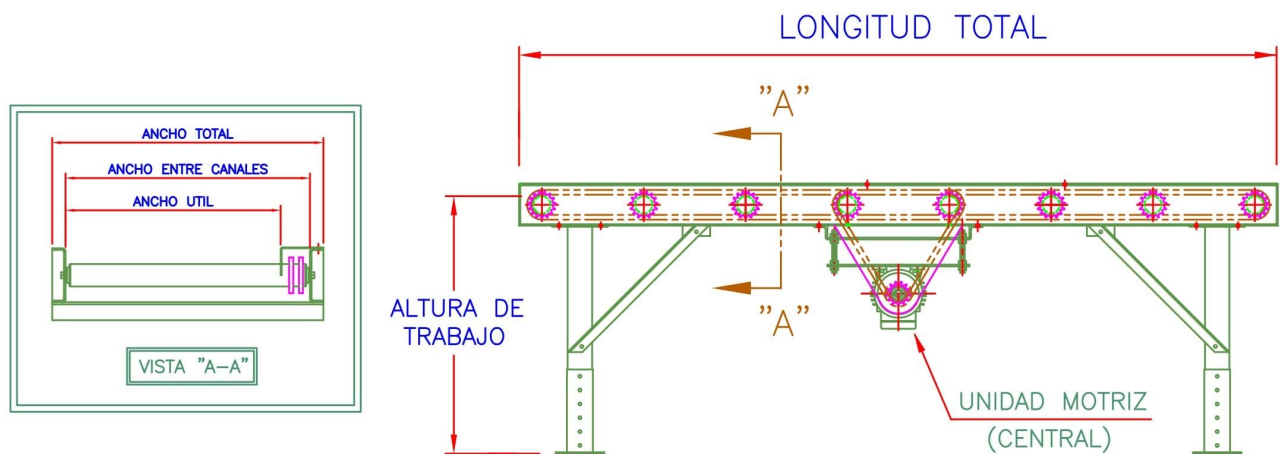 LONGITUD TOTAL
"A"
ANCHO TOTAL
ANCHO ENTRE CANALES
ANCHO UTIL
ALTURA DE
TRABAJO
"A"
VISTA "A-A"
UNIDAD MOTRIZ
(CENTRAL)